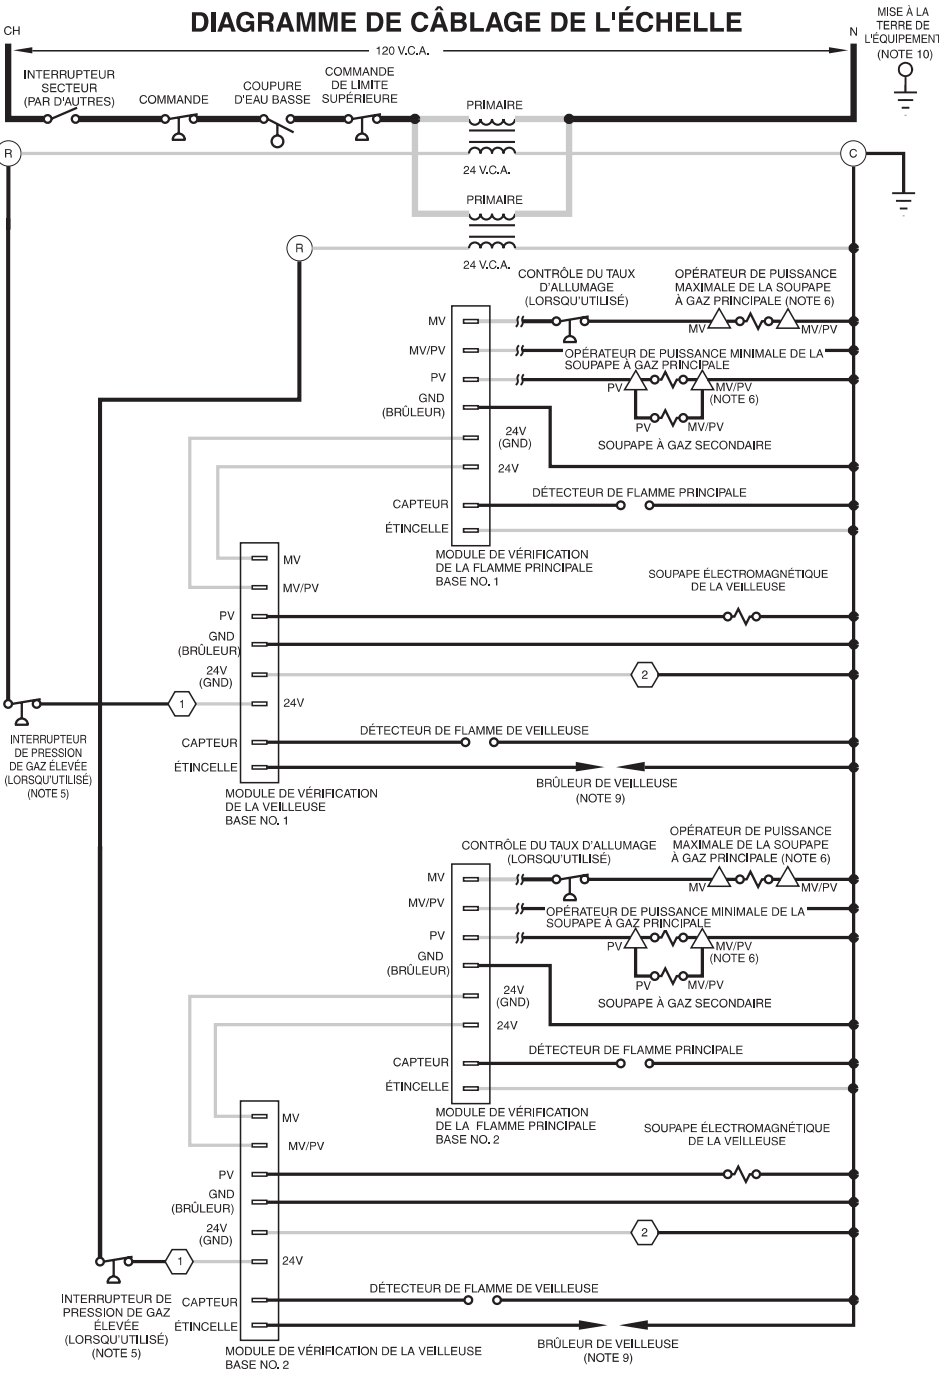 DIAGRAMME DE CÂBLAGE DE L'ÉCHELLE
MISE À LA
TERRE DE
L'ÉQUIPEMENT
(NOTE 10)
CH
120 V.C.A.
N
INTERRUPTEUR
SECTEUR
(PAR D'AUTRES)
COMMANDE
COUPURE
D'EAU BASSE
COMMANDE
DE LIMITE
SUPÉRIEURE
PRIMAIRE
R
24 V.C.A.
C
PRIMAIRE
R
24 V.C.A.
CONTRÔLE DU TAUX
D'ALLUMAGE
(LORSQU'UTILISÉ)
OPÉRATEUR DE PUISSANCE
MAXIMALE DE LA SOUPAPE
À GAZ PRINCIPALE (NOTE 6)
MV
MV
MV/PV
MV/PV
OPÉRATEUR DE PUISSANCE MINIMALE DE LA
SOUPAPE À GAZ PRINCIPALE
PV
PV
MV/PV
(NOTE 6)
GND
(BRÛLEUR)
PV
MV/PV
24V
(GND)
SOUPAPE À GAZ SECONDAIRE
24V
CAPTEUR
DÉTECTEUR DE FLAMME PRINCIPALE
ÉTINCELLE
MODULE DE VÉRIFICATION
DE LA FLAMME PRINCIPALE
BASE NO. 1
MV
MV/PV
SOUPAPE ÉLECTROMAGNÉTIQUE
DE LA VEILLEUSE
PV
GND
(BRÛLEUR)
24V
(GND)
2
1
24V
INTERRUPTEUR
DE PRESSION
DE GAZ ÉLEVÉE
(LORSQU'UTILISÉ)
(NOTE 5)
CAPTEUR
DÉTECTEUR DE FLAMME DE VEILLEUSE
ÉTINCELLE
BRÛLEUR DE VEILLEUSE
(NOTE 9)
MODULE DE VÉRIFICATION
DE LA VEILLEUSE
BASE NO. 1
CONTRÔLE DU TAUX D'ALLUMAGE
(LORSQU'UTILISÉ)
OPÉRATEUR DE PUISSANCE
MAXIMALE DE LA SOUPAPE
À GAZ PRINCIPALE (NOTE 6)
MV
MV
MV/PV
MV/PV
OPÉRATEUR DE PUISSANCE MINIMALE DE LA
SOUPAPE À GAZ PRINCIPALE
PV
PV
MV/PV
(NOTE 6)
GND
(BRÛLEUR)
PV
MV/PV
24V
(GND)
SOUPAPE À GAZ SECONDAIRE
24V
CAPTEUR
DÉTECTEUR DE FLAMME PRINCIPALE
ÉTINCELLE
MODULE DE VÉRIFICATION
DE LA FLAMME PRINCIPALE
BASE NO. 2
MV
MV/PV
SOUPAPE ÉLECTROMAGNÉTIQUE
DE LA VEILLEUSE
PV
GND
(BRÛLEUR)
24V
(GND)
2
1
24V
INTERRUPTEUR DE
PRESSION DE GAZ
ÉLEVÉE
(LORSQU'UTILISÉ)
(NOTE 5)
CAPTEUR
DÉTECTEUR DE FLAMME DE VEILLEUSE
ÉTINCELLE
BRÛLEUR DE VEILLEUSE
(NOTE 9)
MODULE DE VÉRIFICATION DE LA VEILLEUSE
BASE NO. 2